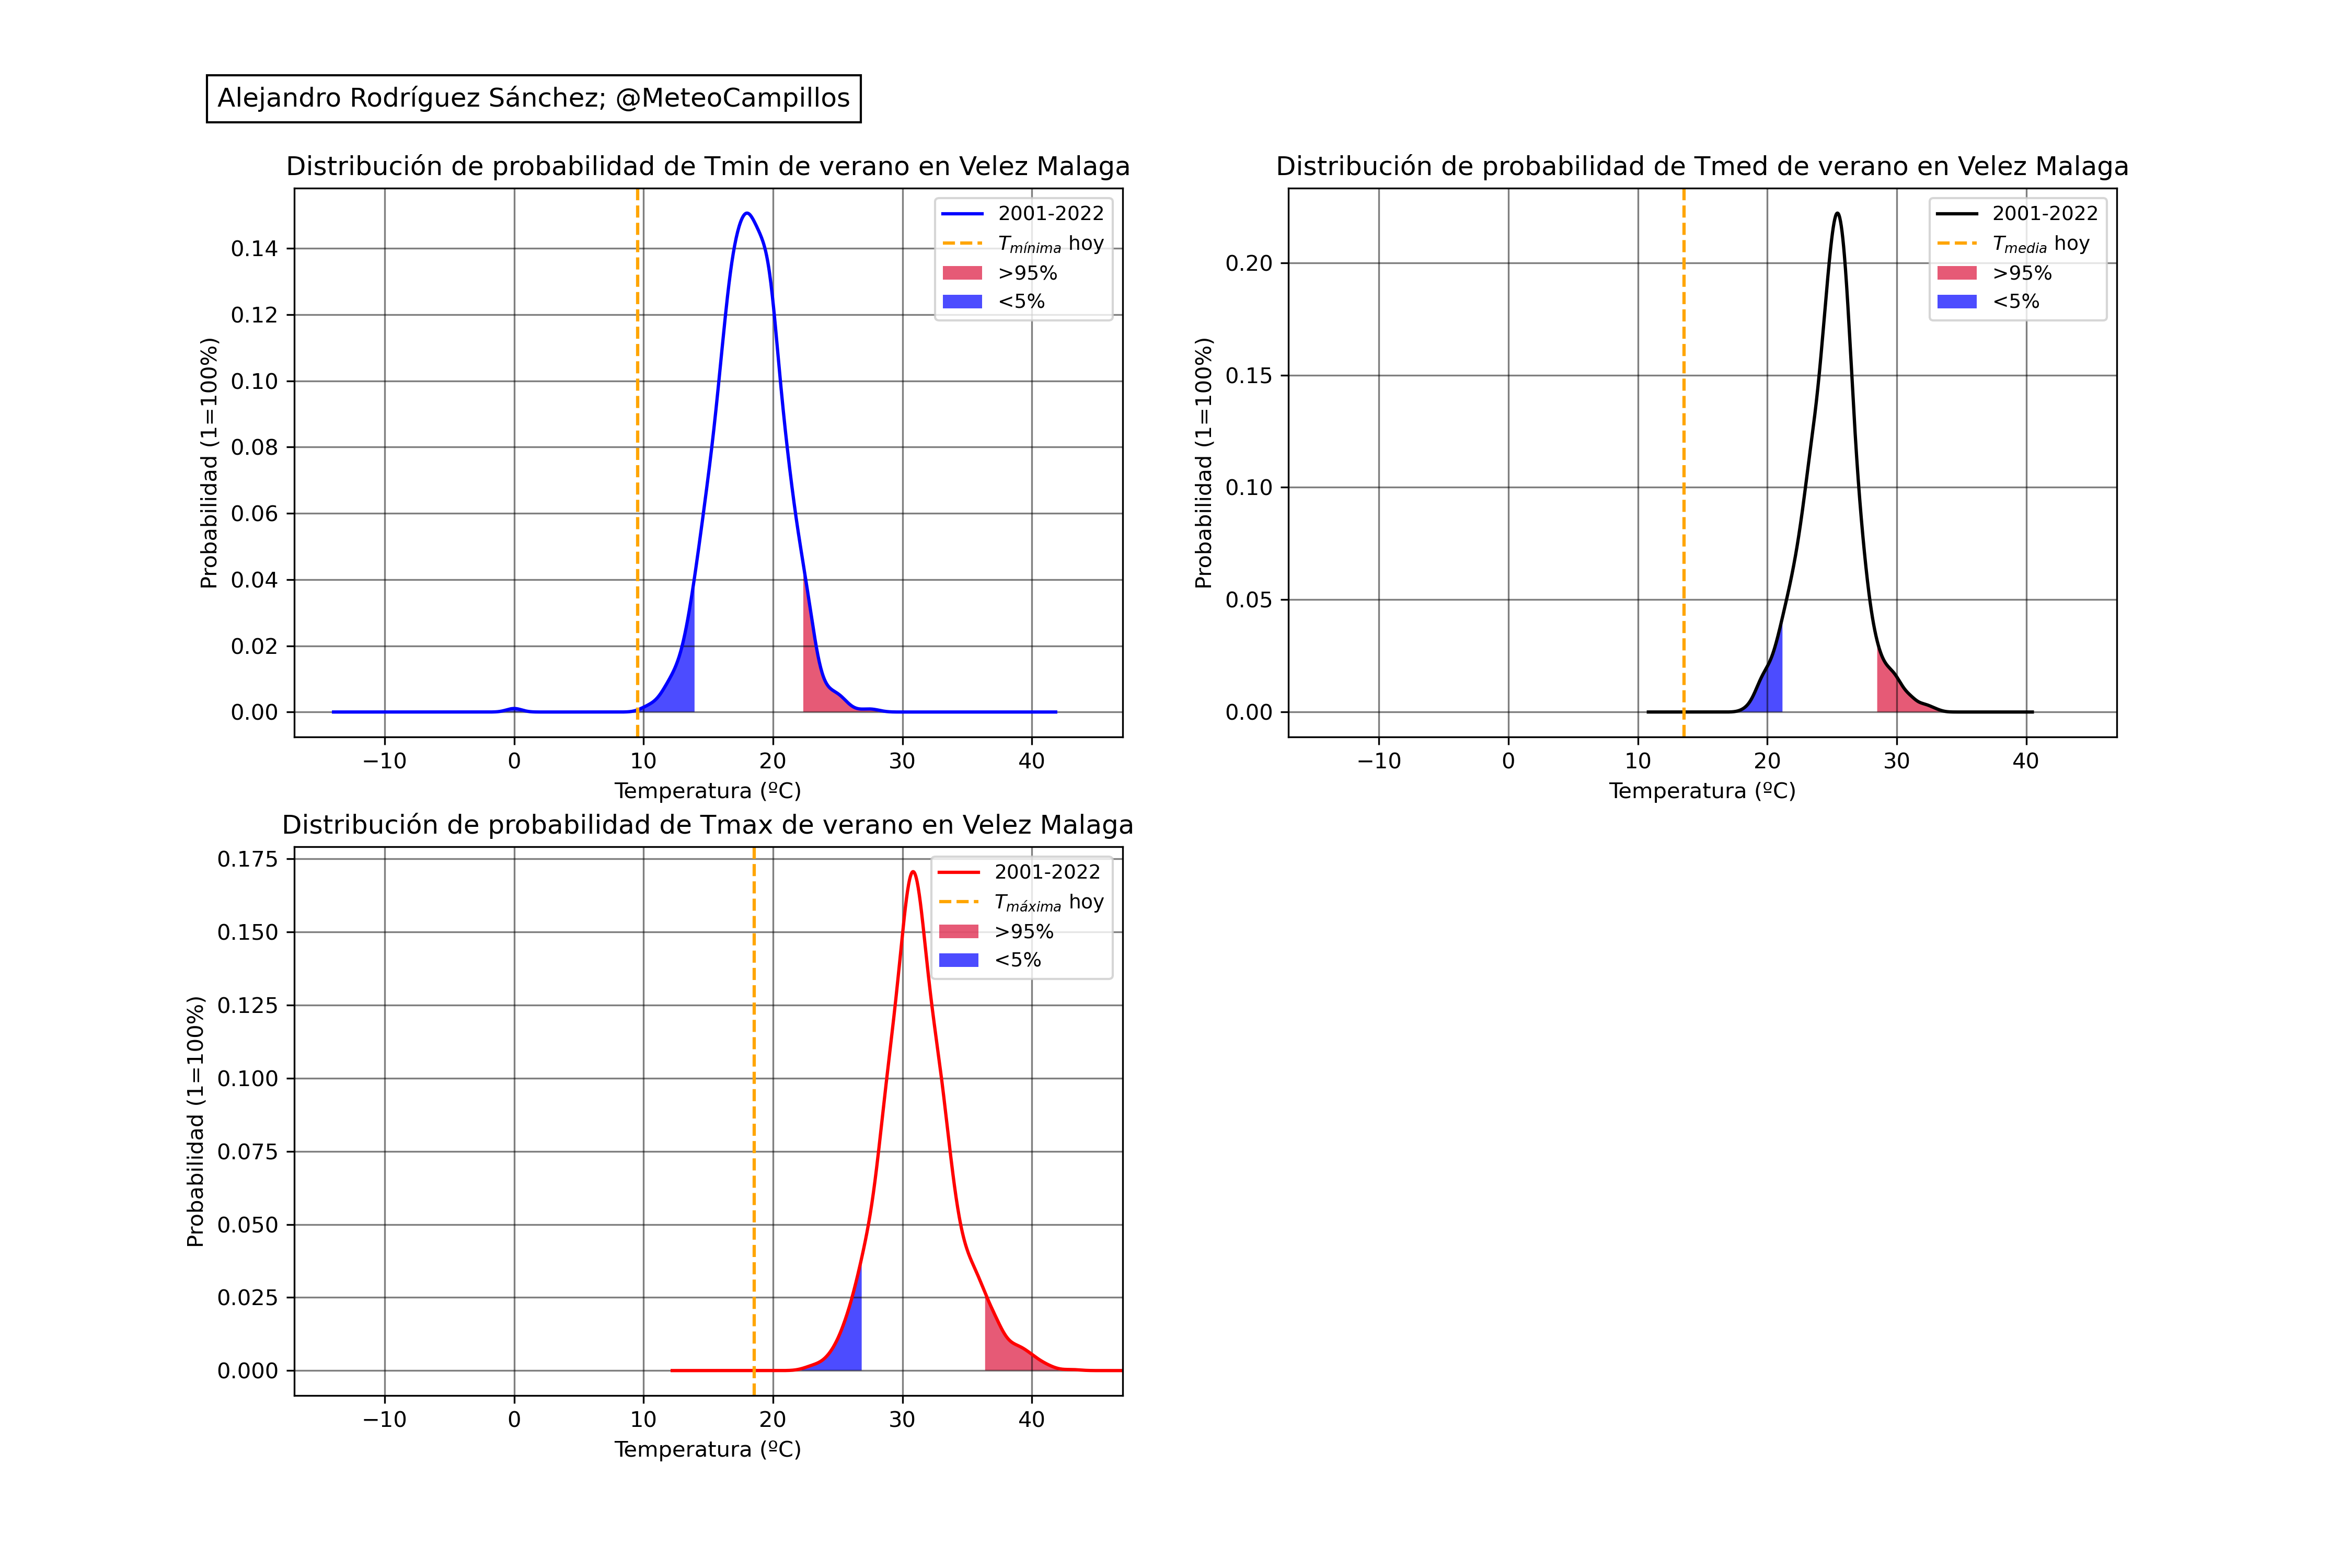 Alejandro Rodríguez Sánchez; @MeteoCampillos
Distribución de probabilidad de Tmin de verano en Velez Malaga
2001-2022
Tmínima hoy
>95%
<5%
0.14
0.12
0.10
0.08
0.06
0.04
0.02
0.00
Probabilidad (1=100%)
−10 0 10 20 30 40
Temperatura (ºC)
Distribución de probabilidad de Tmed de verano en Velez Malaga
2001-2022
Tmedia hoy
>95%
<5%
0.20
0.15
0.10
0.05
0.00
Probabilidad (1=100%)
−10 0 10 20 30 40
Temperatura (ºC)
Distribución de probabilidad de Tmax de verano en Velez Malaga
2001-2022
Tmáxima hoy
>95%
<5%
0.175
0.150
0.125
0.100
0.075
0.050
0.025
0.000
Probabilidad (1=100%)
−10 0 10 20 30 40
Temperatura (ºC)